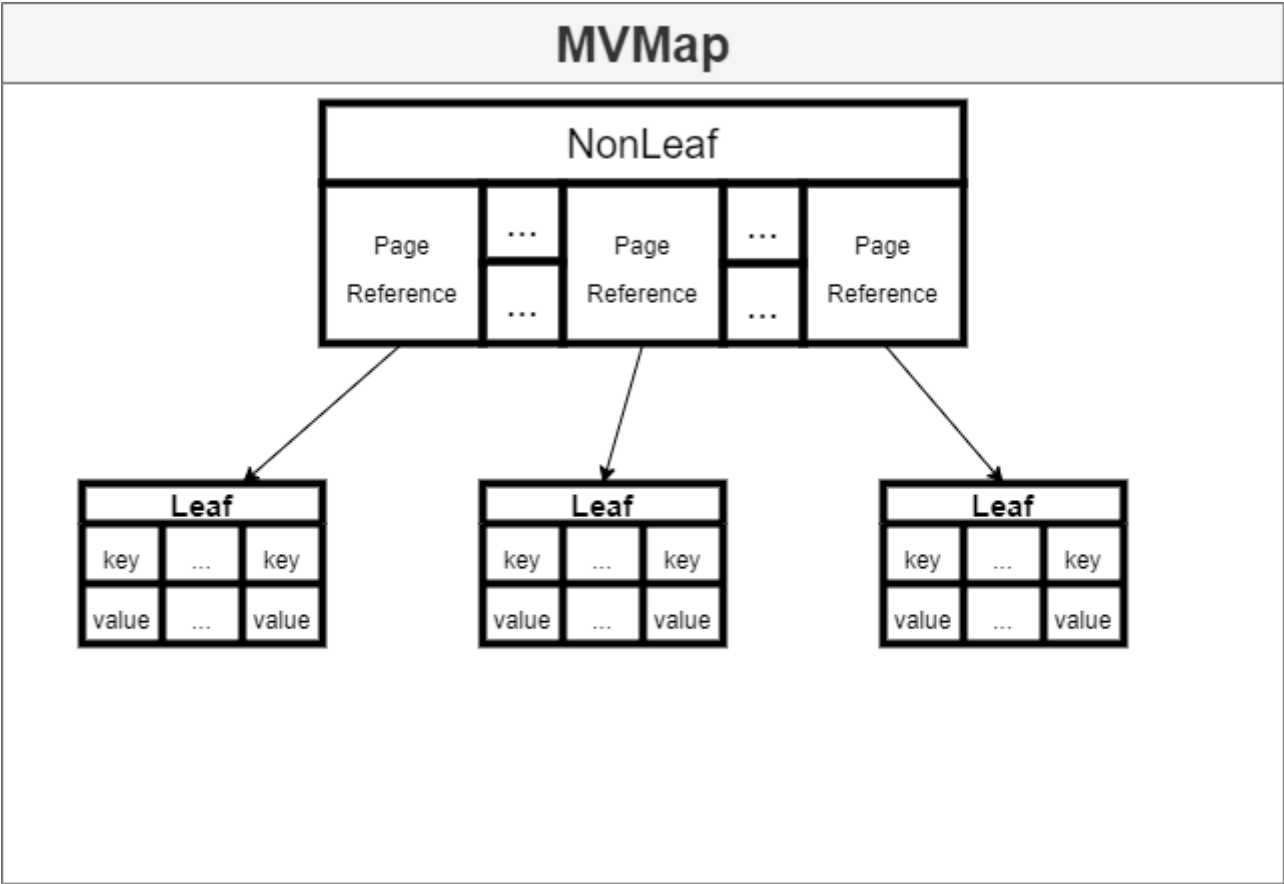 MVMap
NonLeaf
Page Reference ... Page Reference ... Page Reference
... ...
Leaf Leaf Leaf
key ... key key ... key key ... key
value ... value value ... value value ... value